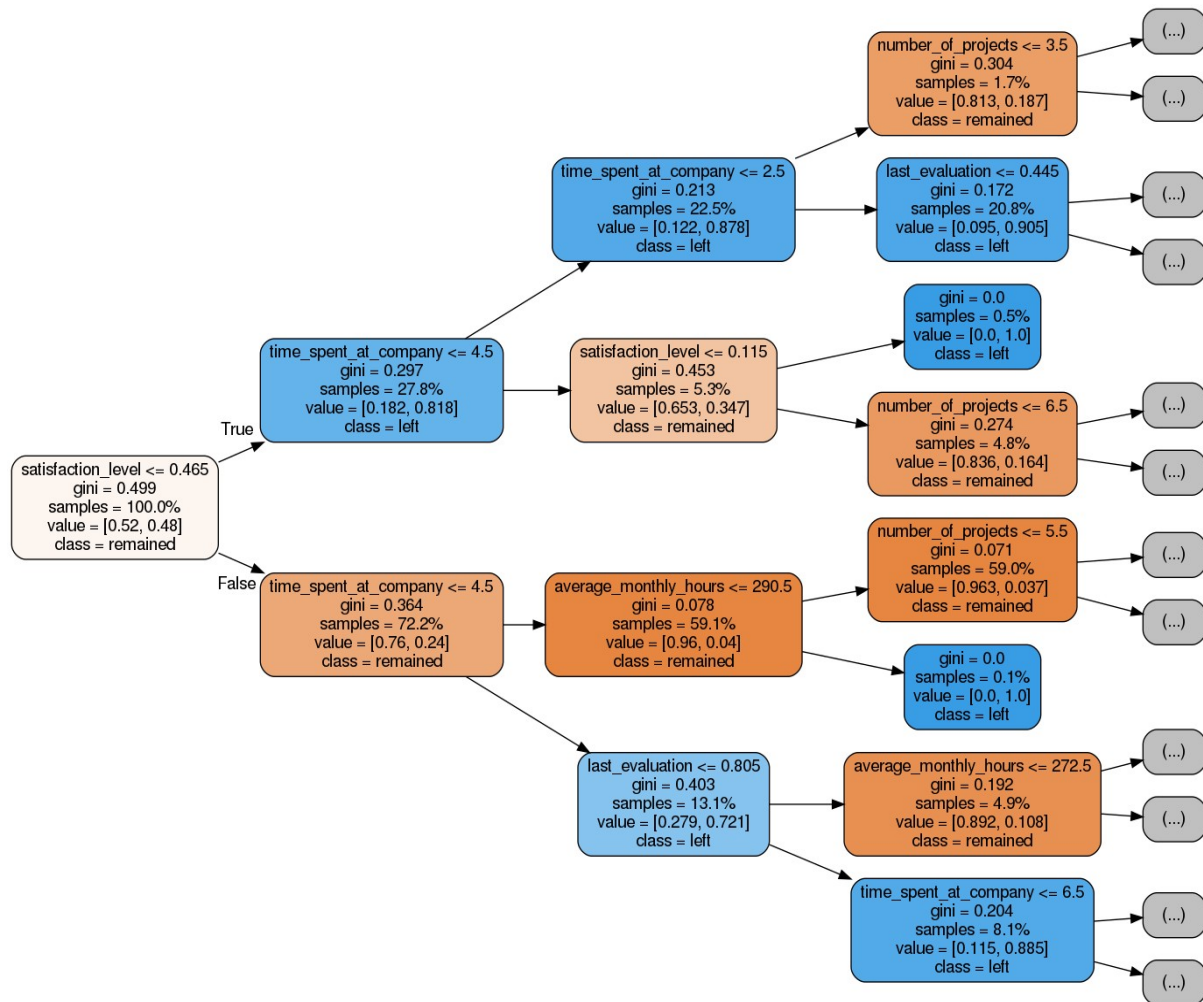 satisfaction_level <= 0.465
gini = 0.499
samples = 100.0%
value = [0.52, 0.48]
class = remained
True
False
time_spent_at_company <= 4.5
gini = 0.297
samples = 27.8%
value = [0.182, 0.818]
class = left
time_spent_at_company <= 4.5
gini = 0.364
samples = 72.2%
value = [0.76, 0.24]
class = remained
time_spent_at_company <= 2.5
gini = 0.213
samples = 22.5%
value = [0.122, 0.878]
class = left
satisfaction_level <= 0.115
gini = 0.453
samples = 5.3%
value = [0.653, 0.347]
class = remained
average_monthly_hours <= 290.5
gini = 0.078
samples = 59.1%
value = [0.96, 0.04]
class = remained
last_evaluation <= 0.805
gini = 0.403
samples = 13.1%
value = [0.279, 0.721]
class = left
number_of_projects <= 3.5
gini = 0.304
samples = 1.7%
value = [0.813, 0.187]
class = remained
last_evaluation <= 0.445
gini = 0.172
samples = 20.8%
value = [0.095, 0.905]
class = left
gini = 0.0
samples = 0.5%
value = [0.0, 1.0]
class = left
number_of_projects <= 6.5
gini = 0.274
samples = 4.8%
value = [0.836, 0.164]
class = remained
number_of_projects <= 5.5
gini = 0.071
samples = 59.0%
value = [0.963, 0.037]
class = remained
gini = 0.0
samples = 0.1%
value = [0.0, 1.0]
class = left
average_monthly_hours <= 272.5
gini = 0.192
samples = 4.9%
value = [0.892, 0.108]
class = remained
time_spent_at_company <= 6.5
gini = 0.204
samples = 8.1%
value = [0.115, 0.885]
class = left
(...)
(...)
(...)
(...)
(...)
(...)
(...)
(...)
(...)
(...)
(...)
(...)